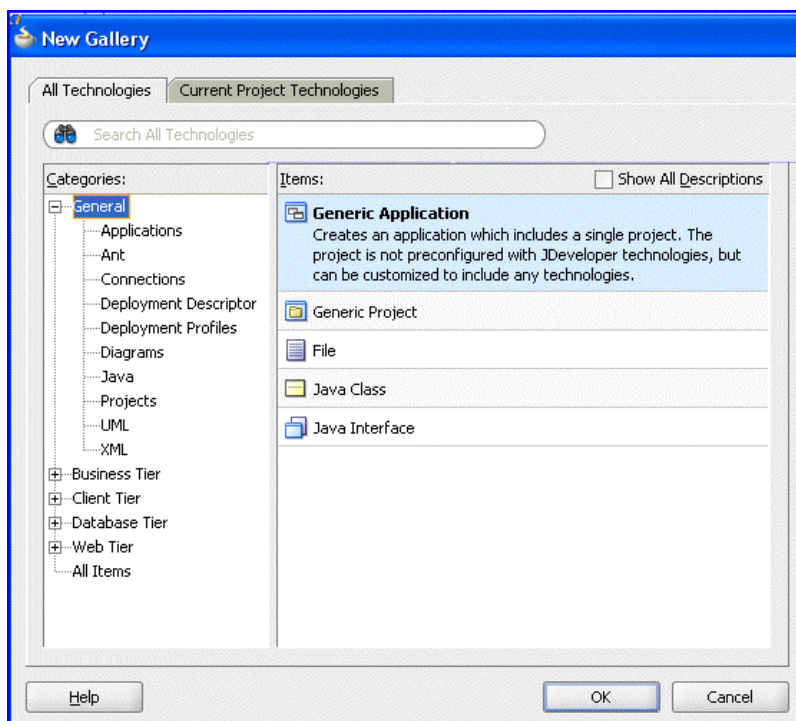 New Gallery
All Technologies
Current Project Technologies
Search All Technologies
Categories:
General
Applications
Ant
Connections
Deployment Descriptor
Deployment Profiles
Diagrams
Java
Projects
UML
XML
Business Tier
Client Tier
Database Tier
Web Tier
All Items
Items:
Show All Descriptions
Generic Application
Creates an application which includes a single project. The
project is not preconfigured with JDeveloper technologies, but
can be customized to include any technologies.
Generic Project
File
Java Class
Java Interface
Help
OK
Cancel